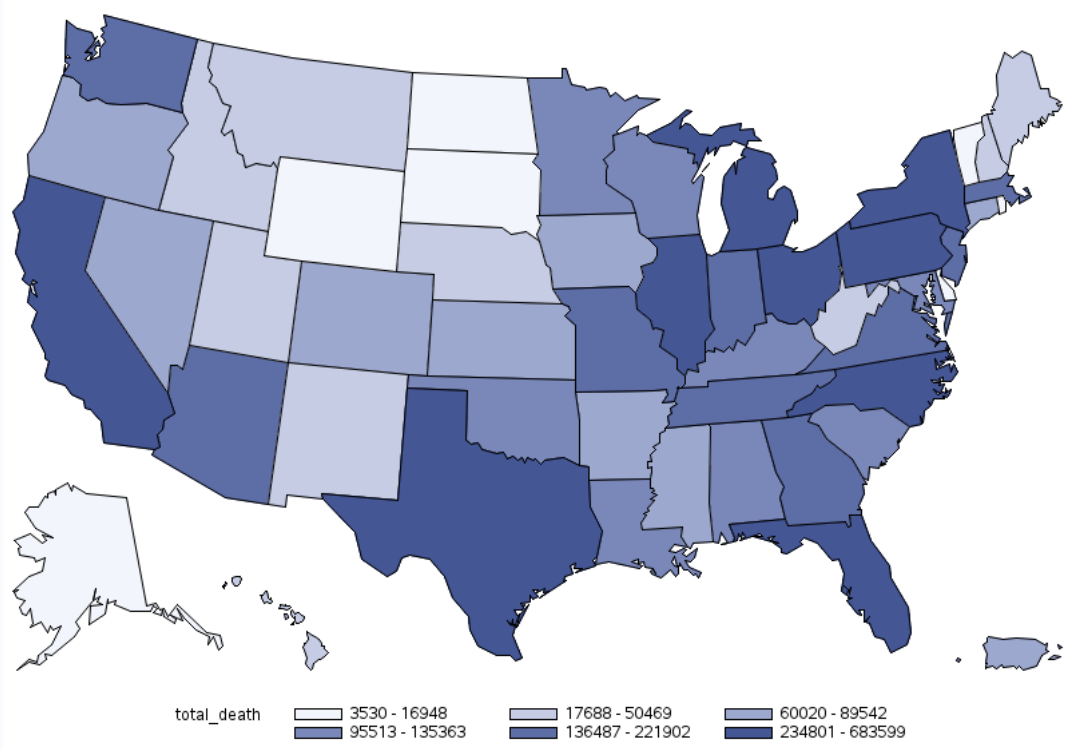 total_death 3530 - 16948 17688 - 50469 60020 - 89542
95513 - 135363 136487 - 221902 234801 - 683599